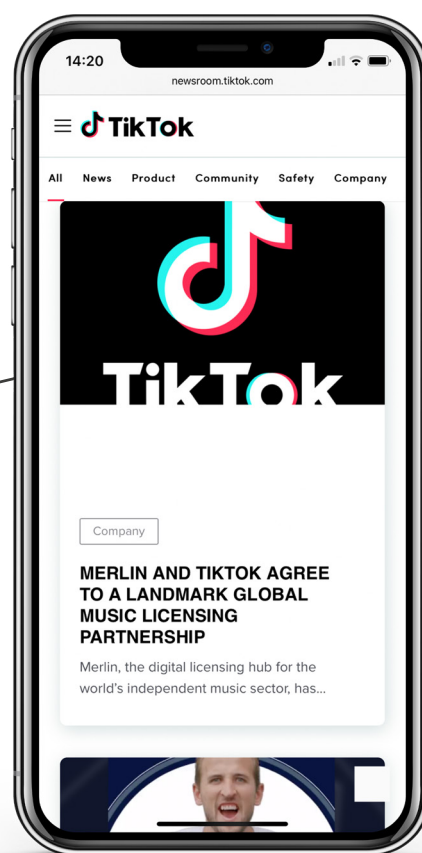 14:20
newsroom.tiktok.com
TikTok
All News Product Community Safety Company
TikTok
Company
MERLIN AND TIKTOK AGREE
TO A LANDMARK GLOBAL
MUSIC LICENSING
PARTNERSHIP
Merlin, the digital licensing hub for the
world's independent music sector, has...